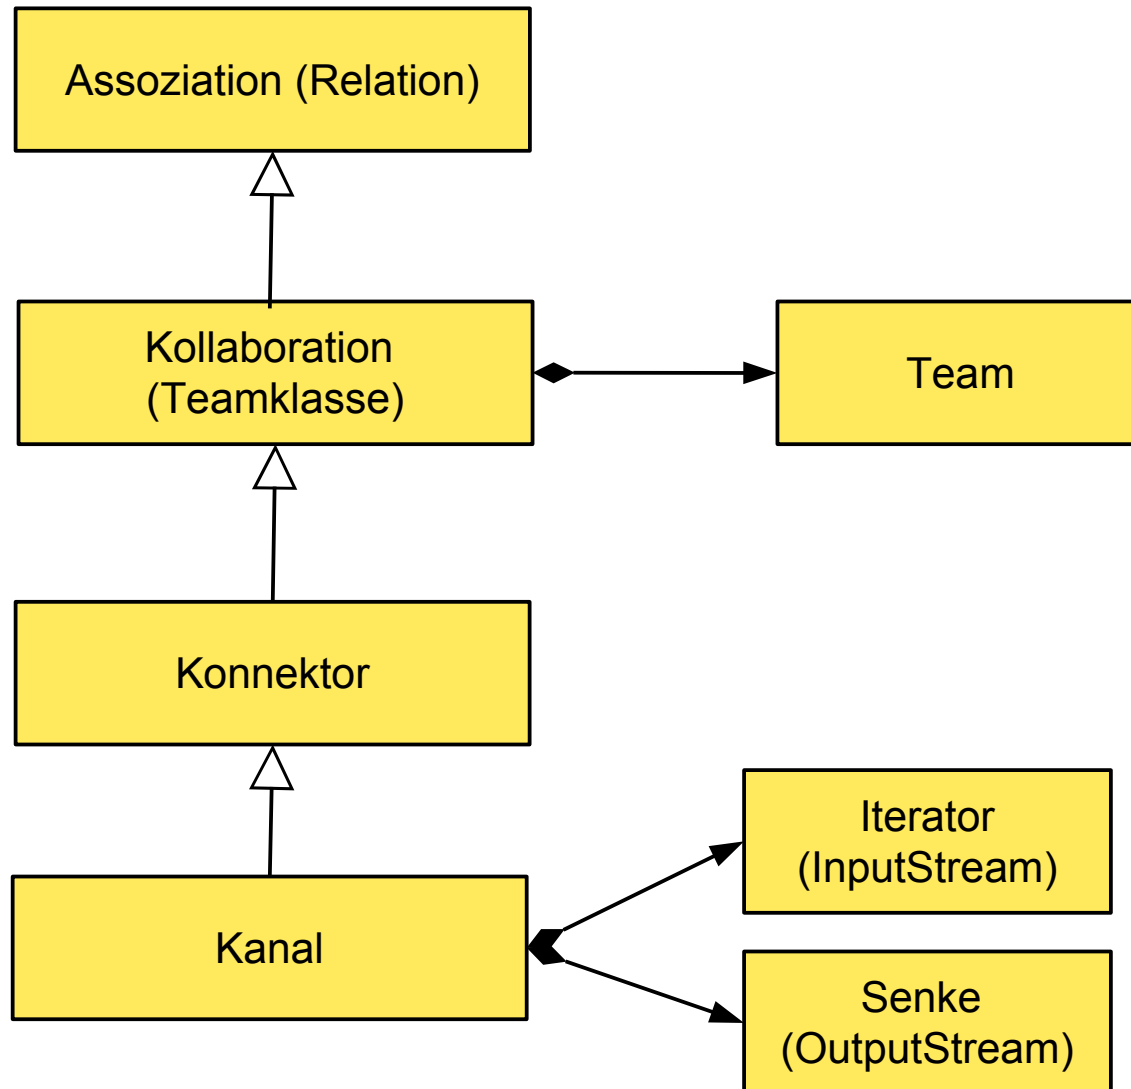 Assoziation (Relation)
Kollaboration
(Teamklasse)
Team
Konnektor
Iterator
(InputStream)
Kanal
Senke
(OutputStream)